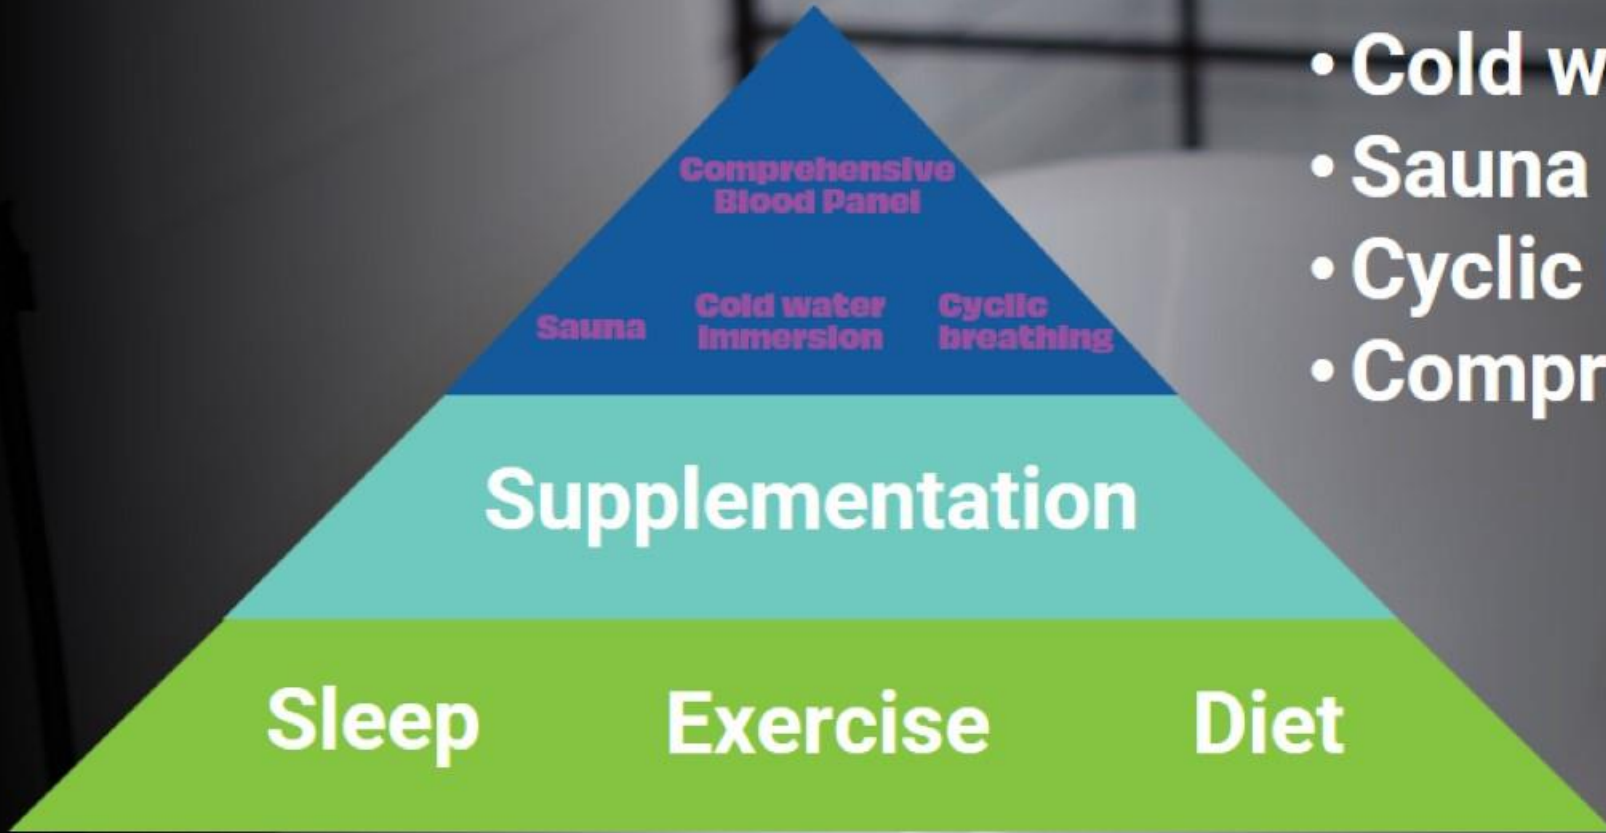 Comprehensive
Blood Panel
Sauna
Cold water
Immersion
Cyclic
breathing
Supplementation
Sleep Exercise Diet
• Cold w
• Sauna
• Cyclic
• Compr